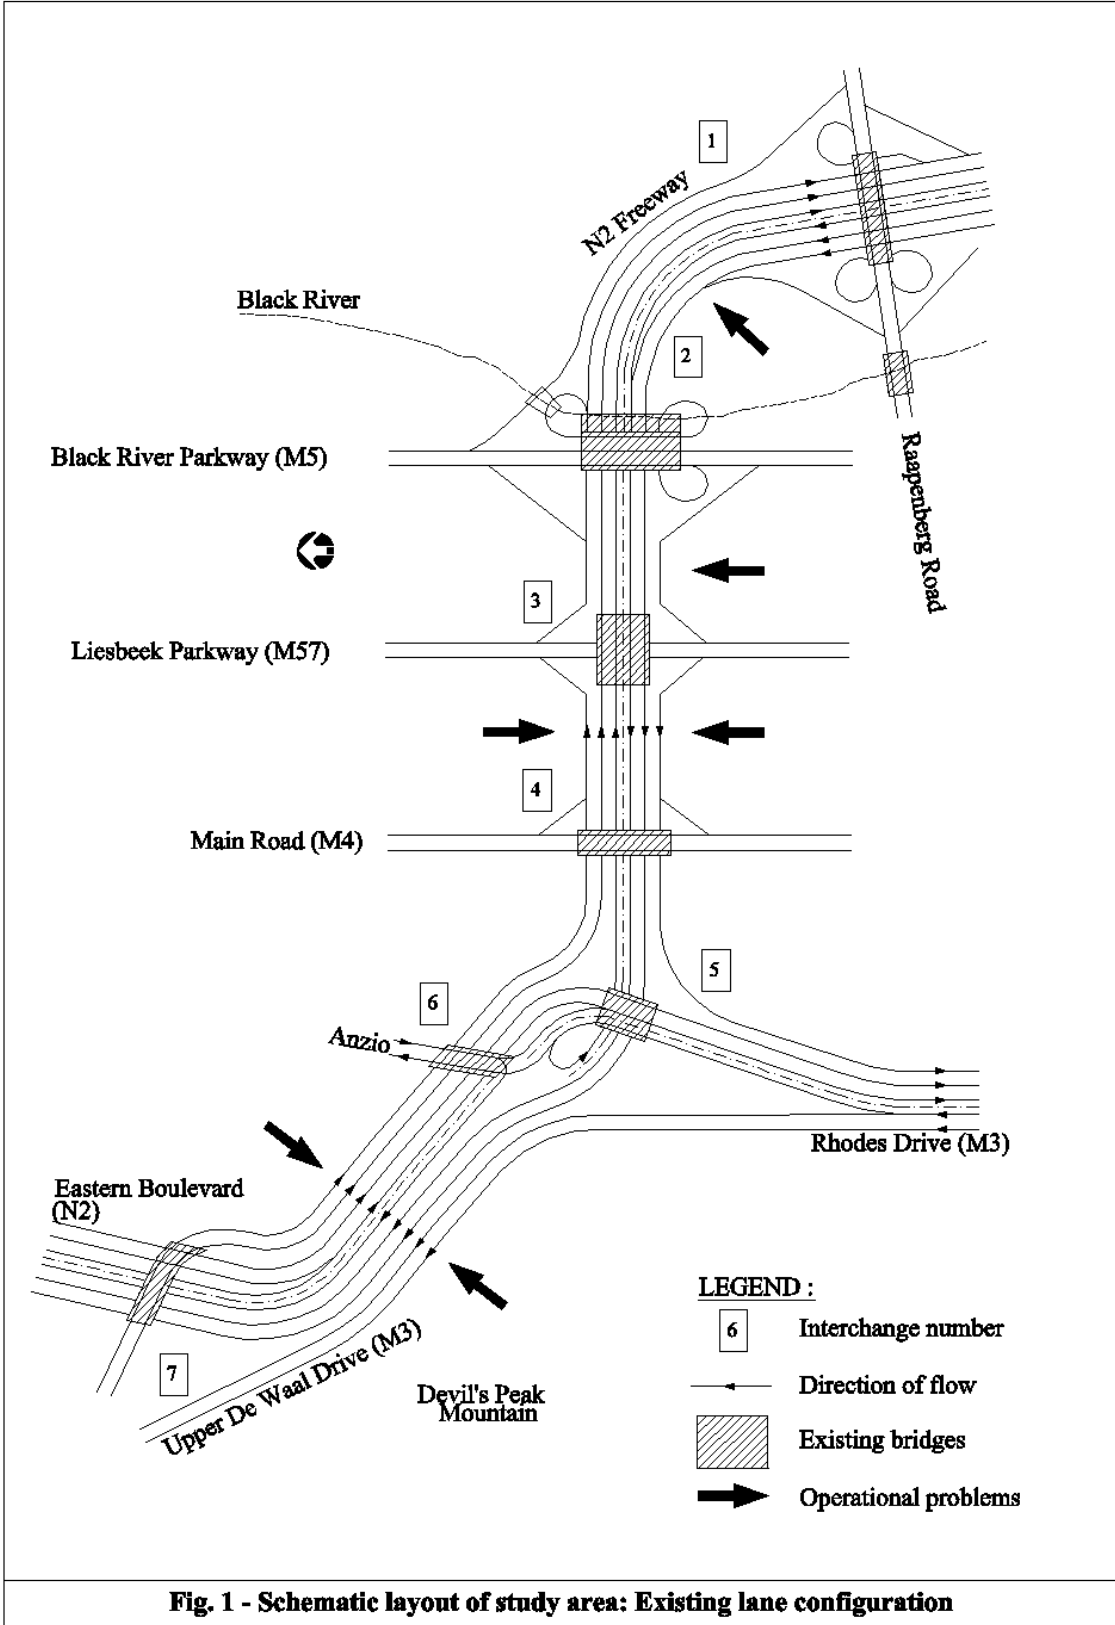 1
N2 Freeway
Black River
2
Black River Parkway (M5)
Raapenberg Road
3
Liesbeek Parkway (M57)
4
Main Road (M4)
5
6
Anzio
Rhodes Drive (M3)
Eastern Boulevard
(N2)
7
Upper De Waal Drive (M3)
Devil's Peak
Mountain
LEGEND :
6 Interchange number
Direction of flow
Existing bridges
Operational problems
Fig. 1 - Schematic layout of study area: Existing lane configuration